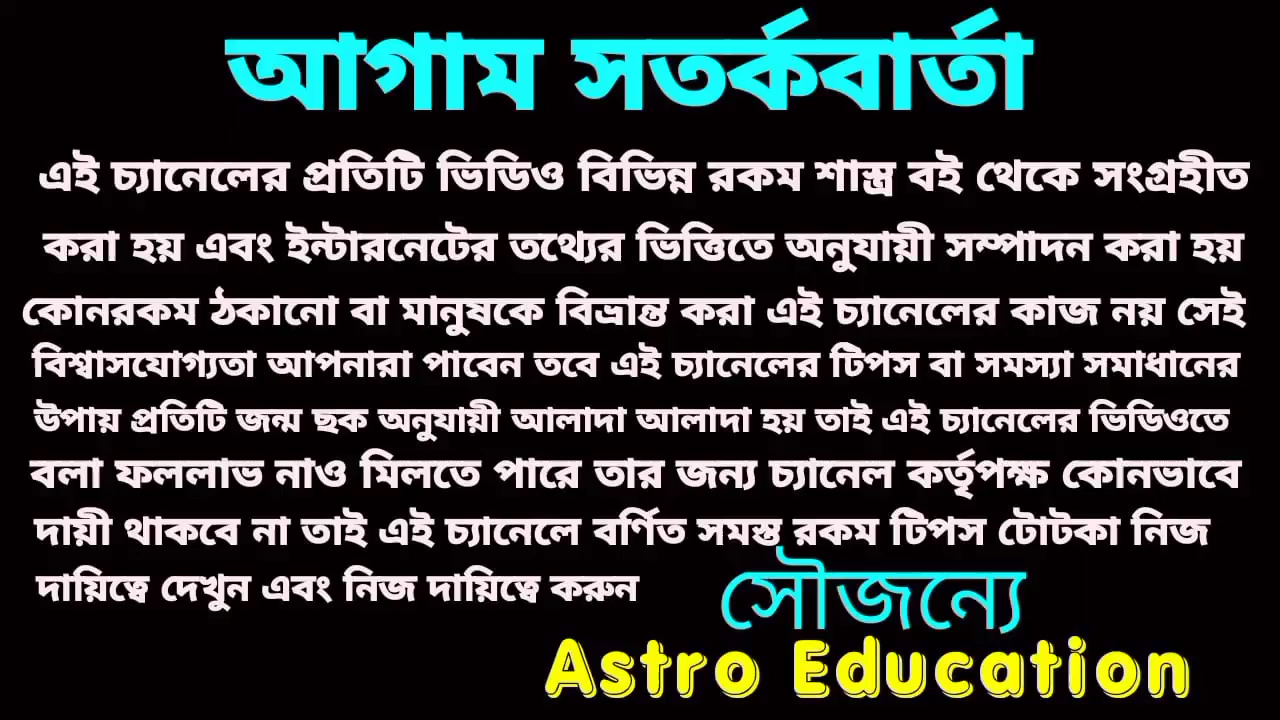 আগাম সতর্কবার্তা
এই চ্যানেলের প্রতিটি ভিডিও বিভিন্ন রকম শাস্ত্র বই থেকে সংগ্রহীত
করা হয় এবং ইন্টারনেটের তথ্যের ভিত্তিতে অনুযায়ী সম্পাদন করা হয়
কোনরকম ঠকানো বা মানুষকে বিভ্রান্ত করা এই চ্যানেলের কাজ নয় সেই
বিশ্বাসযোগ্যতা আপনারা পাবেন তবে এই চ্যানেলের টিপস বা সমস্যা সমাধানের
উপায় প্রতিটি জন্ম ছক অনুযায়ী আলাদা আলাদা হয় তাই এই চ্যানেলের ভিডিওতে
বলা ফললাভ নাও মিলতে পারে তার জন্য চ্যানেল কর্তৃপক্ষ কোনভাবে
দায়ী থাকবে না তাই এই চ্যানেলে বর্ণিত সমস্ত রকম টিপস টোটকা নিজ
দায়িত্বে দেখুন এবং নিজ দায়িত্বে করুন
সৌজন্যে
Astro Education